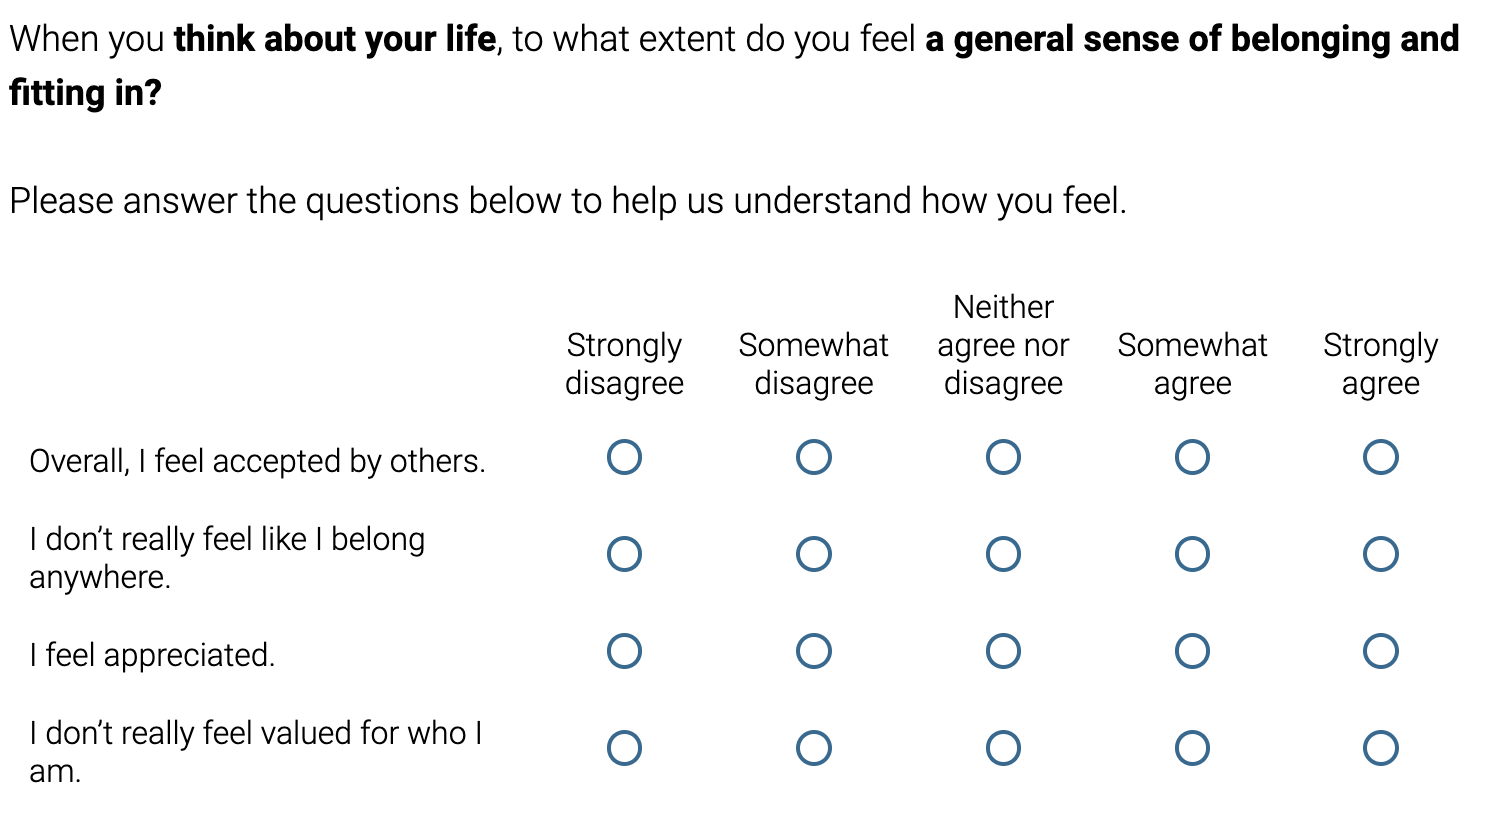 When you think about your life, to what extent do you feel a general sense of belonging and
fitting in?
Please answer the questions below to help us understand how you feel.
Strongly disagree
Somewhat disagree
Neither agree nor disagree
Somewhat agree
Strongly agree
Overall, I feel accepted by others.
I don’t really feel like I belong
anywhere.
I feel appreciated.
I don’t really feel valued for who I
am.